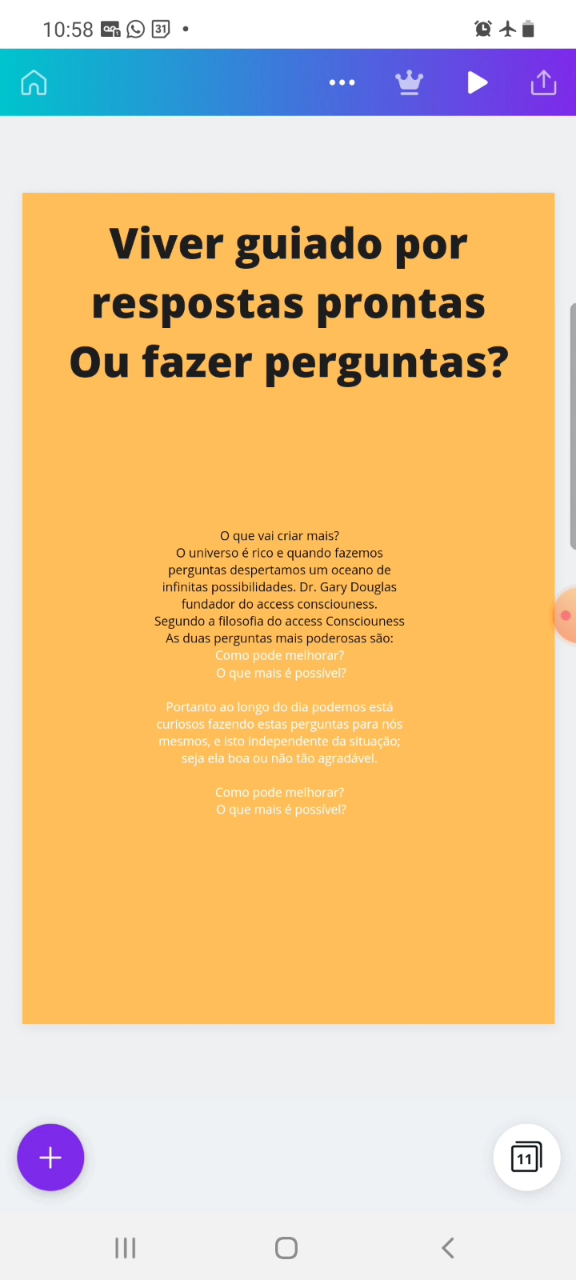 10:58
31
Viver guiado por
respostas prontas
Ou fazer perguntas?
O que vai criar mais?
O universo é rico e quando fazemos
perguntas despertamos um oceano de
infinitas possibilidades. Dr. Gary Douglas
fundador do access consciouness.
Segundo a filosofia do access Consciouness
As duas perguntas mais poderosas são:
Como pode melhorar?
O que mais é possível?
Portanto ao longo do dia podemos está
curiosos fazendo estas perguntas para nós
mesmos, e isto independente da situação;
seja ela boa ou não tão agradável.
Como pode melhorar?
O que mais é possível?
11